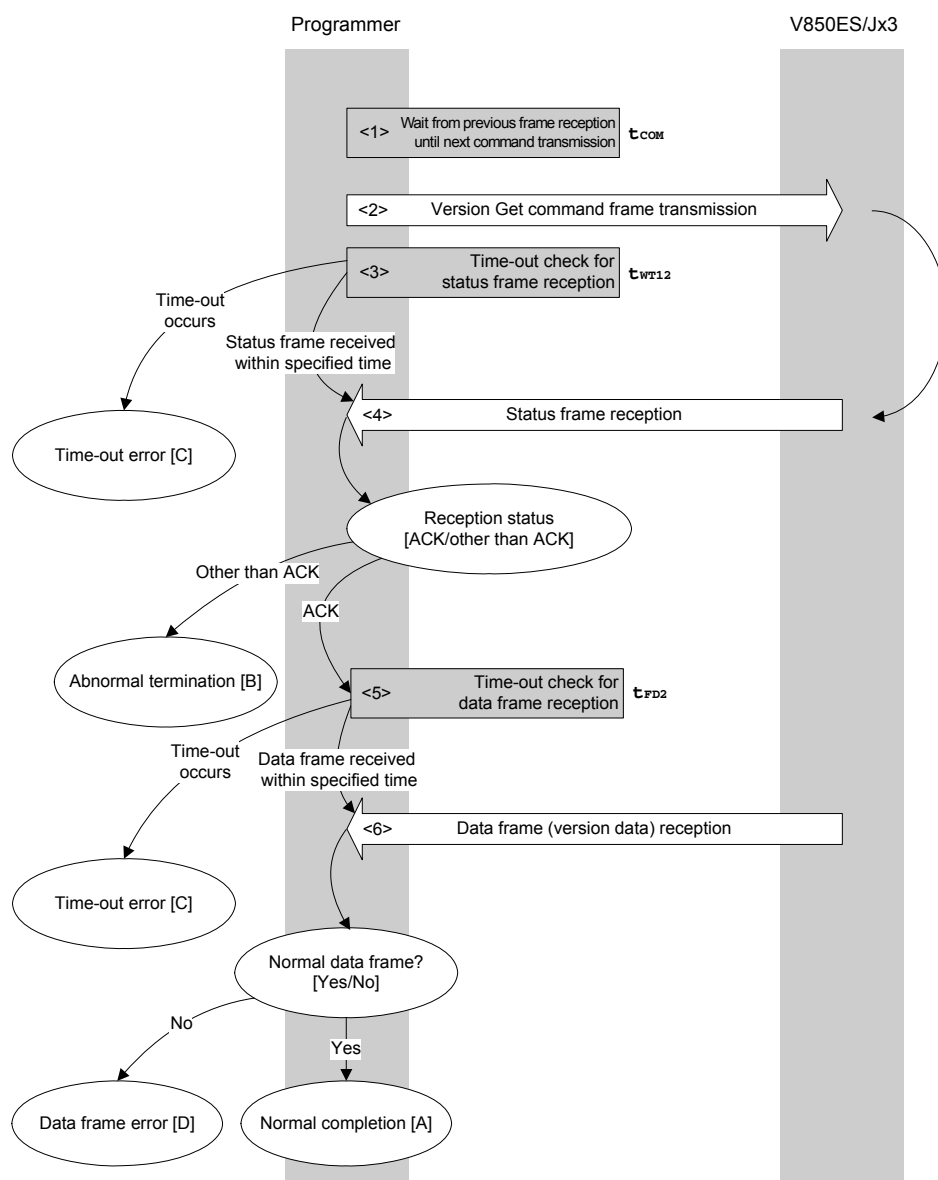 Programmer
V850ES/Jx3
<1> Wait from previous frame reception
until next command transmission
tCOM
<2> Version Get command frame transmission
<3> Time-out check for
status frame reception
tWT12
Time-out
occurs
Status frame received
within specified time
<4> Status frame reception
Time-out error [C]
Reception status
[ACK/other than ACK]
Other than ACK
ACK
Abnormal termination [B]
<5> Time-out check for
data frame reception
tFD2
Time-out
occurs
Data frame received
within specified time
<6> Data frame (version data) reception
Time-out error [C]
Normal data frame?
[Yes/No]
No
Yes
Data frame error [D]
Normal completion [A]